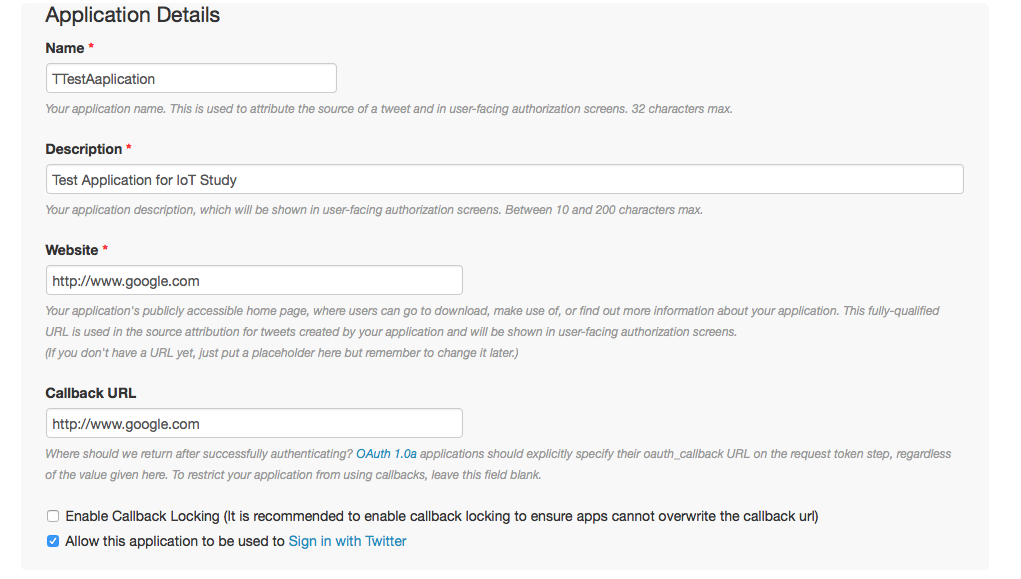 Application Details
Name *
TTestAaplication
Your application name. This is used to attribute the source of a tweet and in user-facing authorization screens. 32 characters max.
Description *
Test Application for IoT Study
Your application description, which will be shown in user-facing authorization screens. Between 10 and 200 characters max.
Website *
http://www.google.com
Your application's publicly accessible home page, where users can go to download, make use of, or find out more information about your application. This fully-qualified
URL is used in the source attribution for tweets created by your application and will be shown in user-facing authorization screens.
(If you don't have a URL yet, just put a placeholder here but remember to change it later.)
Callback URL
http://www.google.com
Where should we return after successfully authenticating? OAuth 1.0a applications should explicitly specify their oauth_callback URL on the request token step, regardless
of the value given here. To restrict your application from using callbacks, leave this field blank.
Enable Callback Locking (It is recommended to enable callback locking to ensure apps cannot overwrite the callback url)
Allow this application to be used to Sign in with Twitter